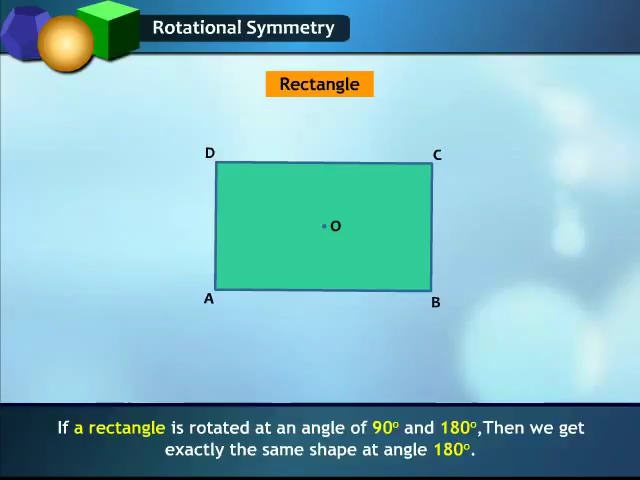 Rotational Symmetry
Rectangle
D
C
O
A
B
If a rectangle is rotated at an angle of 90º and 180º,Then we get
exactly the same shape at angle 180º.